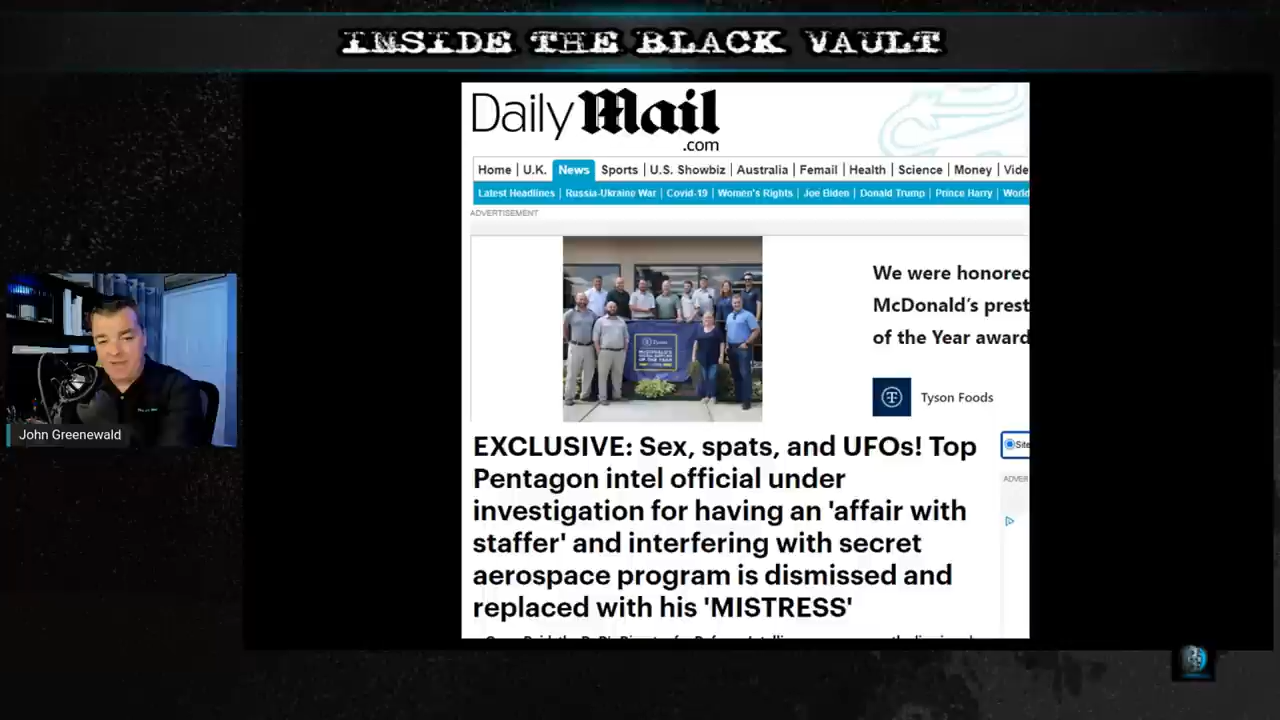 INSIDE THE BLACK VAULT
Daily Mail
.com
Home | U.K. News Sports | U.S. Showbiz | Australia | Femail | Health | Science | Money | Vide
Latest Headlines | Russia-Ukraine War | Covid-19 | Women's Rights | Joe Biden | Donald Trump | Prince Harry | World
ADVERTISEMENT
We were honored
McDonald's prest
of the Year award
Tyson Foods
John Greenewald
EXCLUSIVE: Sex, spats, and UFOs! Top
Pentagon intel official under
investigation for having an 'affair with
staffer' and interfering with secret
aerospace program is dismissed and
replaced with his 'MISTRESS'
Site
ADVER